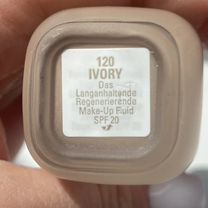 120
IVORY
Das
Langanhaltende
Regenerierende
Make-Up Fluid
SPF 20